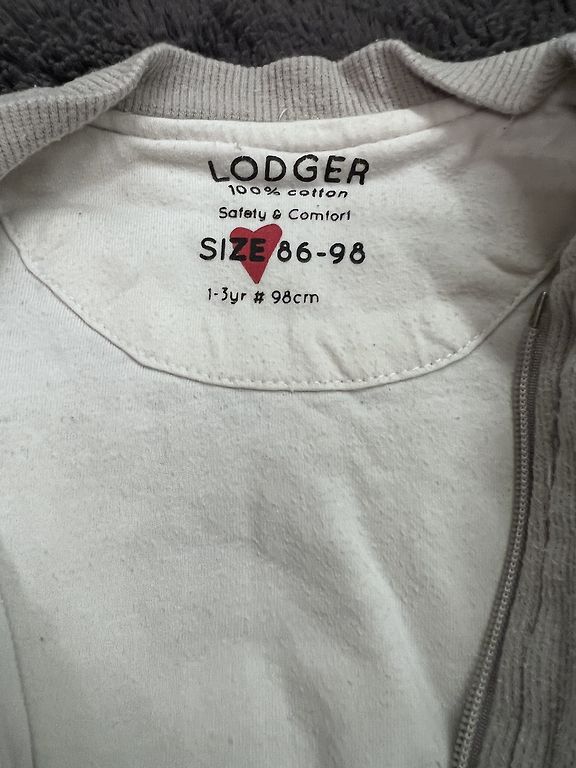 LODGER
100% cotton
Safety & Comfort
SIZE 86-98
1-3yr # 98cm